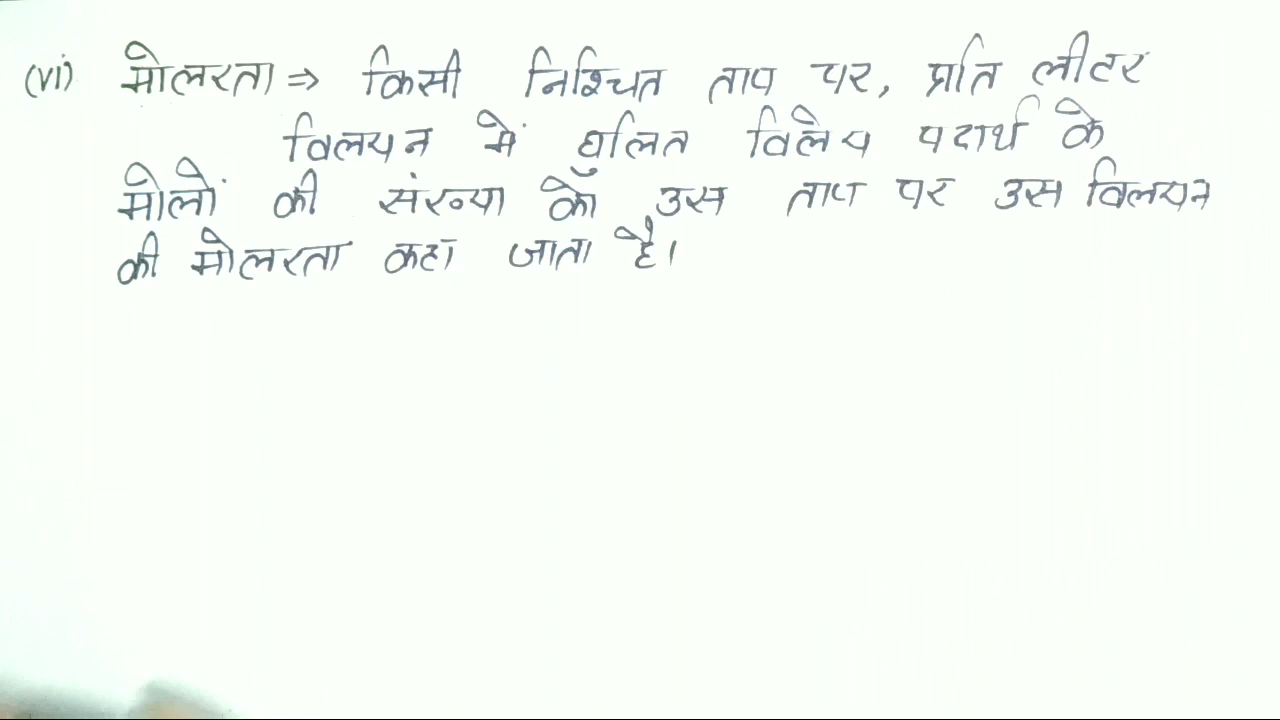 (vi) मोलरता ⇒ किसी निश्चित ताप पर, प्रति लीटर
विलयन में घुलित विलेय पदार्थ के
मोलों की संख्या को उस ताप पर उस विलयन
की मोलरता कहा जाता है।